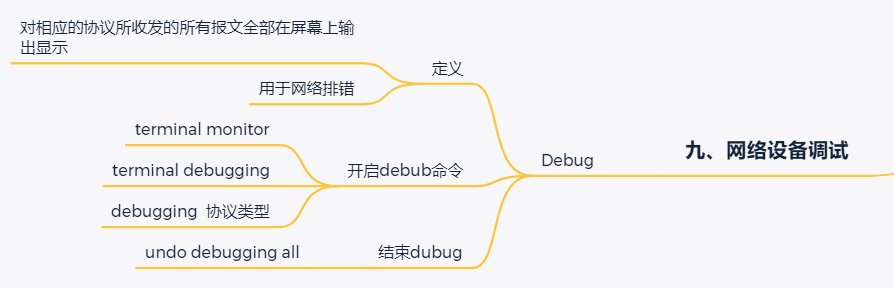 对相应的协议所收发的所有报文全部在屏幕上输
出显示
定义
用于网络排错
terminal monitor
terminal debugging
开启debub命令
Debug
九、网络设备调试
debugging 协议类型
undo debugging all
结束dubug